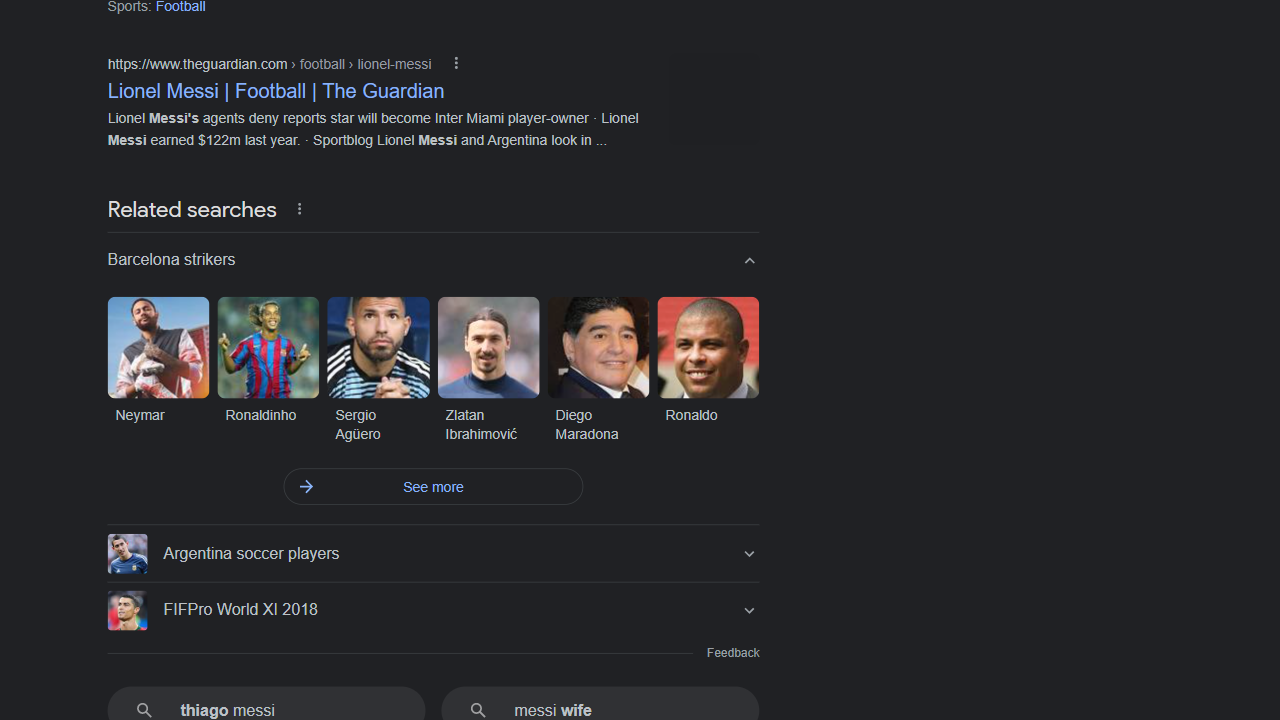 Sports: Football
https://www.theguardian.com › football › lionel-messi
Lionel Messi | Football | The Guardian
Lionel Messi's agents deny reports star will become Inter Miami player-owner · Lionel
Messi earned $122m last year. · Sportblog Lionel Messi and Argentina look in ...
Related searches
Barcelona strikers
Neymar
Ronaldinho
Sergio
Agüero
Zlatan
Ibrahimović
Diego
Maradona
Ronaldo
See more
Argentina soccer players
FIFPro World XI 2018
Feedback
thiago messi
messi wife